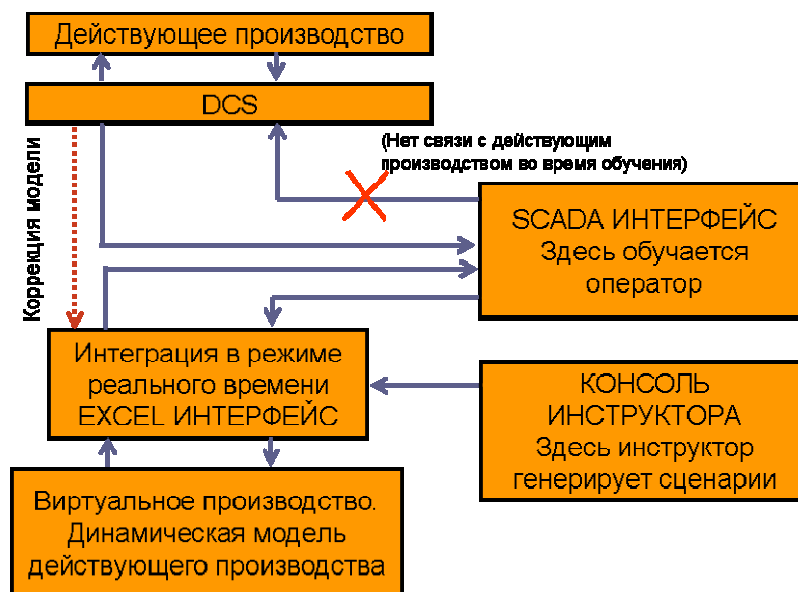 Действующее производство
DCS
(Нет связи с действующим
производством во время обучения)
Коррекция модели
SCADA ИНТЕРФЕЙС
Здесь обучается
оператор
Интеграция в режиме
реального времени
EXCEL ИНТЕРФЕЙС
КОНСОЛЬ
ИНСТРУКТОРА
Здесь инструктор
генерирует сценарии
Виртуальное производство.
Динамическая модель
действующего производства